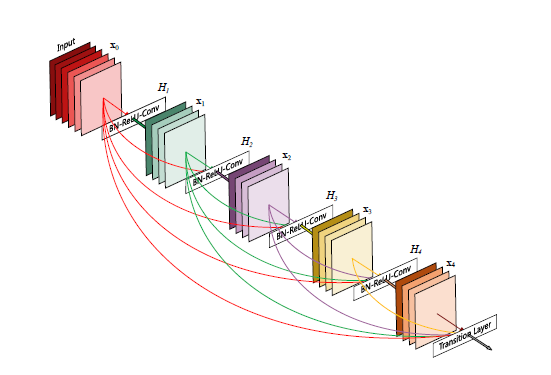 Input
x0
H1
BN-ReLU-Conv
x1
H2
BN-ReLU-Conv
x2
H3
BN-ReLU-Conv
x3
H4
BN-ReLU-Conv
x4
Transition Layer